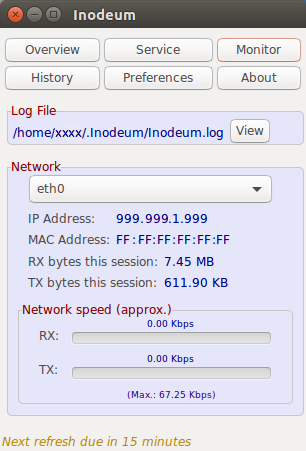 Inodeum
Overview Service Monitor
History Preferences About
Log File
/home/xxxx/.Inodeum/Inodeum.log View
Network
eth0
IP Address: 999.999.1.999
MAC Address: FF:FF:FF:FF:FF:FF
RX bytes this session: 7.45 MB
TX bytes this session: 611.90 KB
Network speed (approx.)
0.00 Kbps
RX:
0.00 Kbps
TX:
(Max.: 67.25 Kbps)
Next refresh due in 15 minutes